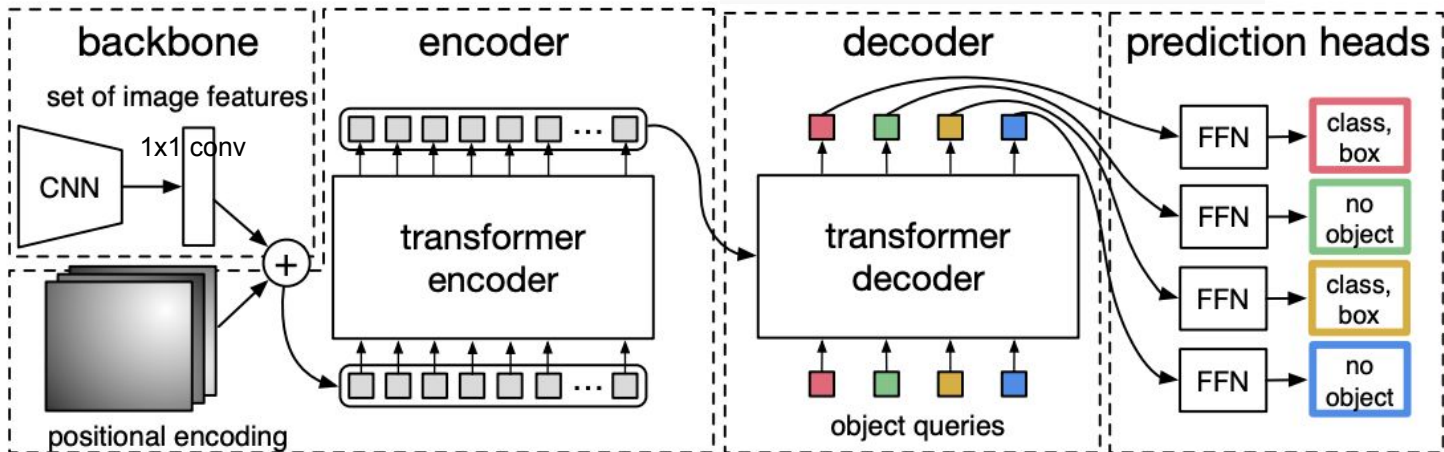 backbone
set of image features
1x1 conv
CNN
+
positional encoding
encoder
...
transformer
encoder
...
decoder
transformer
decoder
object queries
prediction heads
FFN
class,
box
FFN
no
object
FFN
class,
box
FFN
no
object